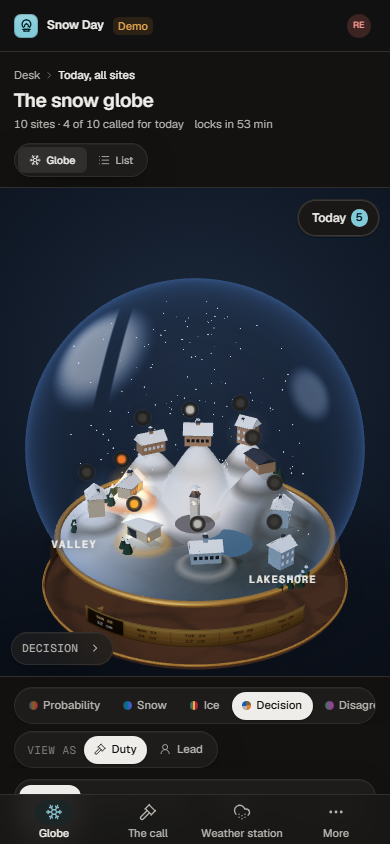 Snow Day Demo RE
Desk > Today, all sites
The snow globe
10 sites · 4 of 10 called for today locks in 53 min
Globe List
Today 5
VALLEY
LAKESHORE
DECISION >
Probability Snow Ice Decision Disagre
VIEW AS Duty Lead
Globe The call Weather station More